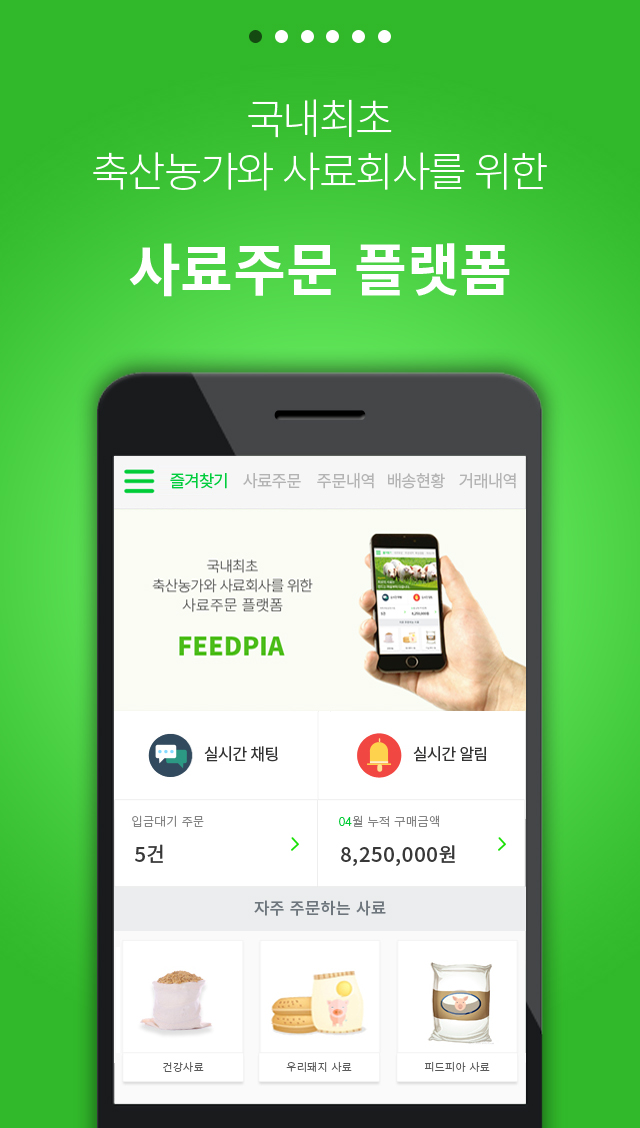 국내최초
축산농가와 사료회사를 위한
사료주문 플랫폼
즐겨찾기 사료주문 주문내역 배송현황 거래내역
국내최초
축산농가와 사료회사를 위한
사료주문 플랫폼
FEEDPIA
실시간 채팅 실시간 알림
입금대기 주문 04월 누적 구매금액
5건 8,250,000원
자주 주문하는 사료
건강사료 우리돼지 사료 피드피아 사료